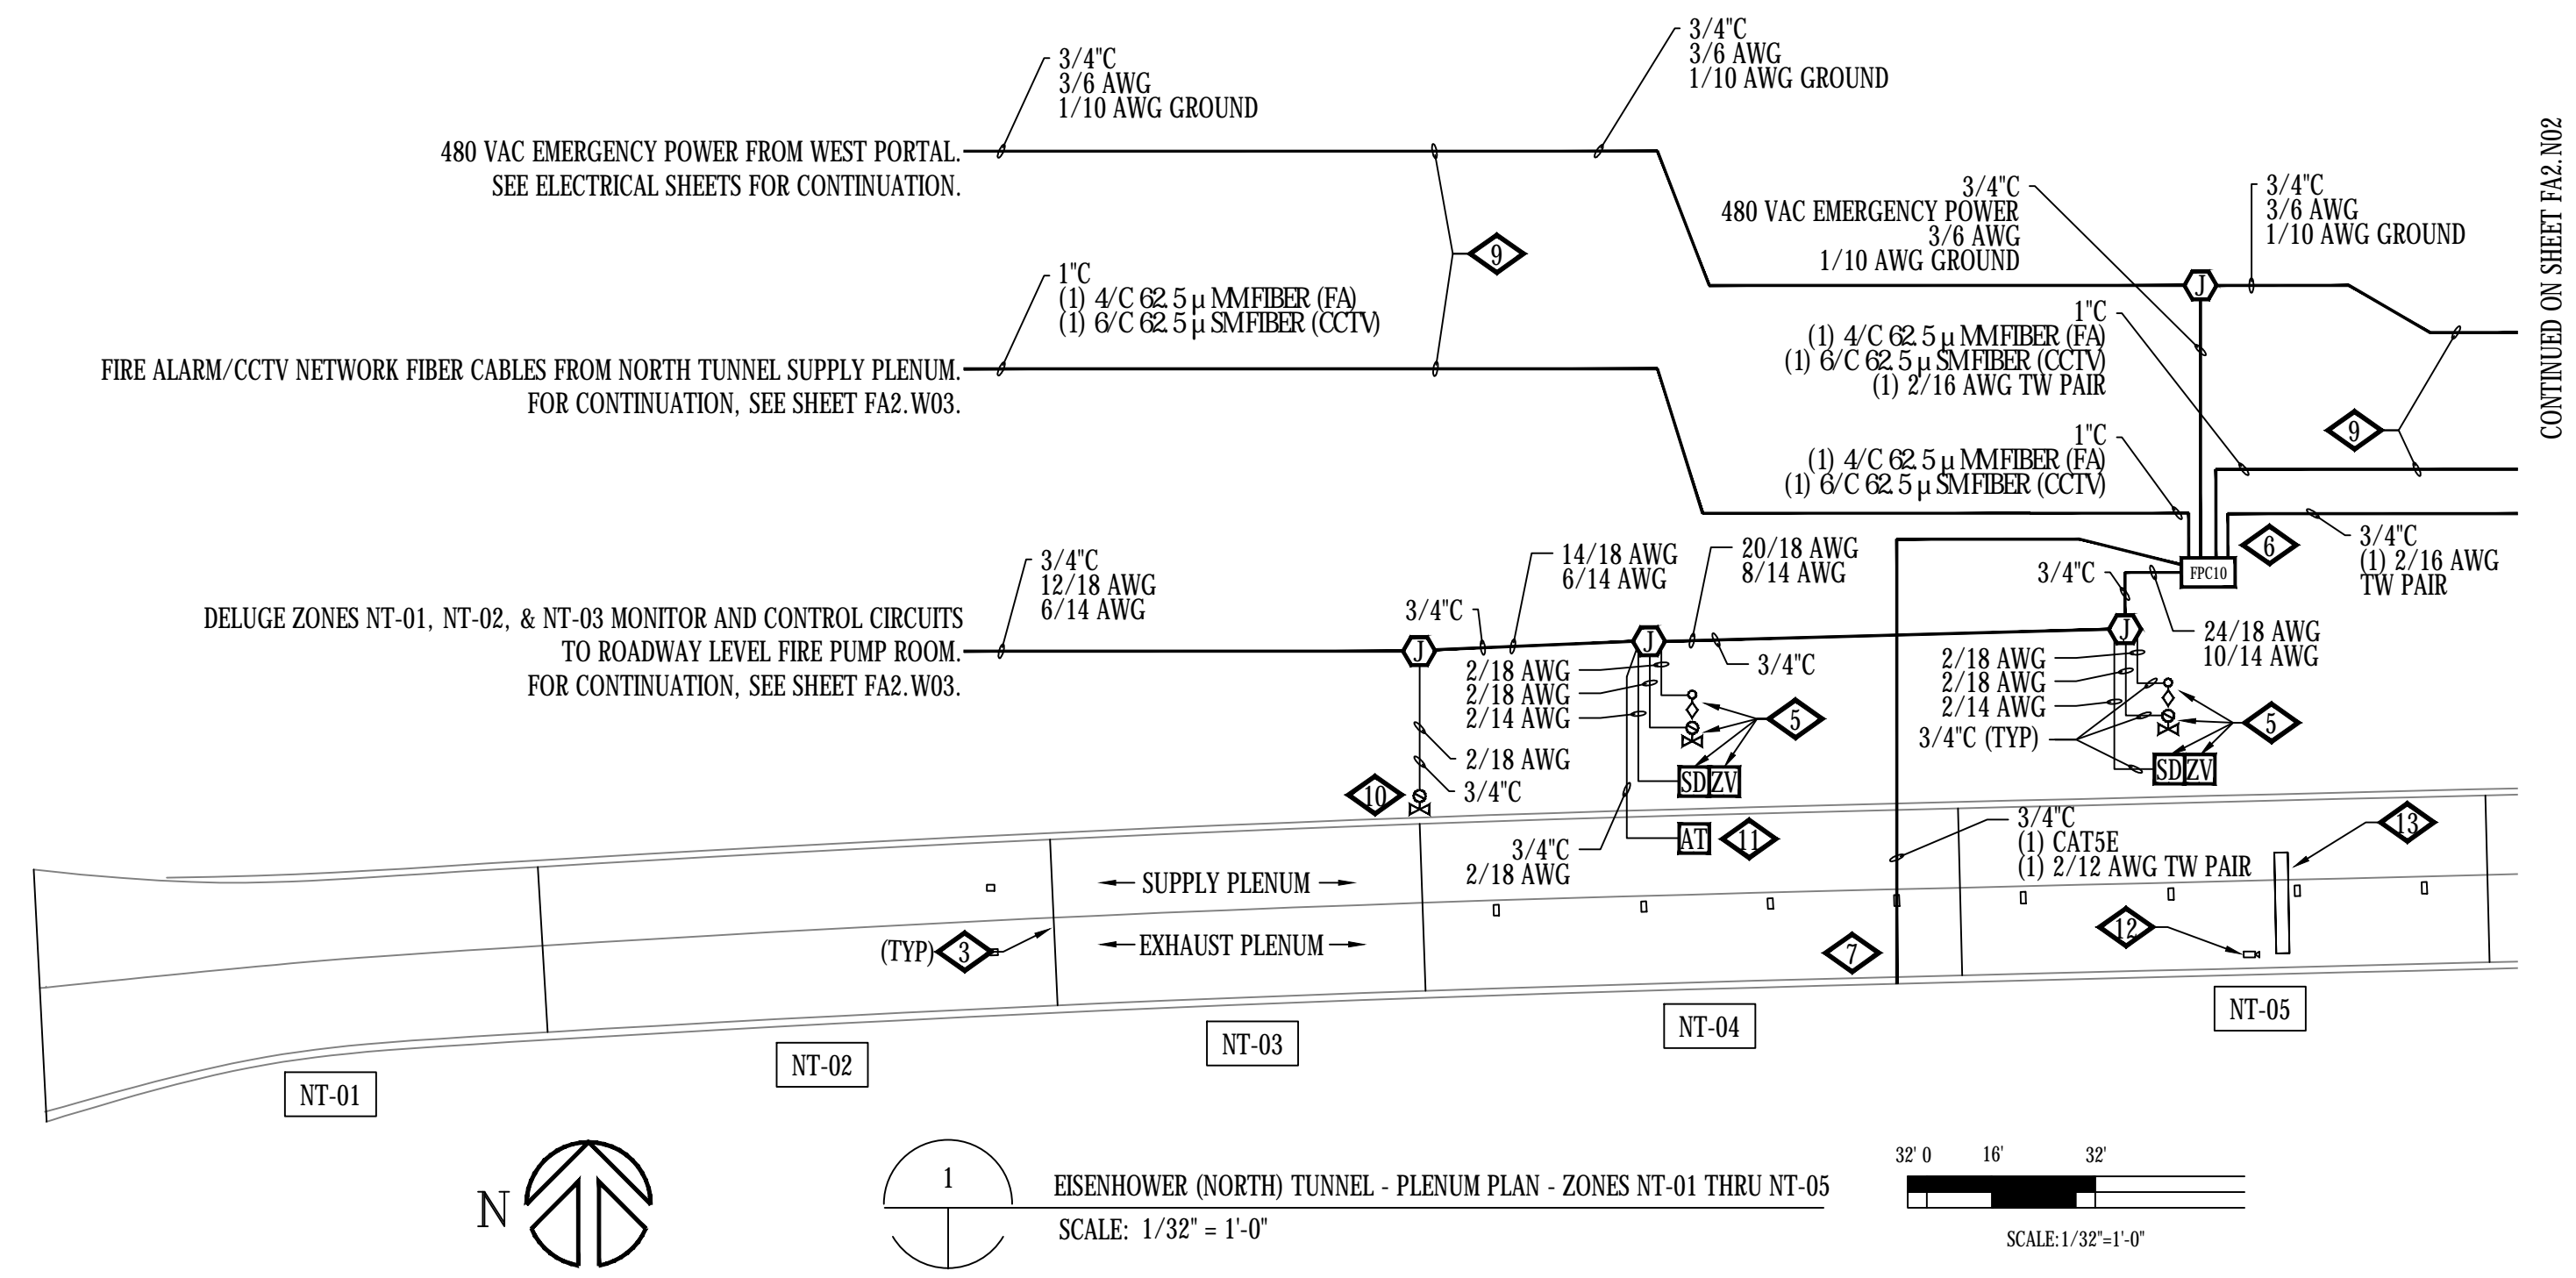 3/4"C
3/6 AWG
1/10 AWG GROUND
3/4"C
3/6 AWG
1/10 AWG GROUND
480 VAC EMERGENCY POWER FROM WEST PORTAL.
SEE ELECTRICAL SHEETS FOR CONTINUATION.
9
3/4"C
480 VAC EMERGENCY POWER
3/6 AWG
1/10 AWG GROUND
3/4"C
3/6 AWG
1/10 AWG GROUND
J
CONTINUED ON SHEET FA2.N02
1"C
(1) 4/C 62.5 µ MM FIBER (FA)
(1) 6/C 62.5 µ SM FIBER (CCTV)
FIRE ALARM/CCTV NETWORK FIBER CABLES FROM NORTH TUNNEL SUPPLY PLENUM.
FOR CONTINUATION, SEE SHEET FA2.W03.
1"C
(1) 4/C 62.5 µ MM FIBER (FA)
(1) 6/C 62.5 µ SM FIBER (CCTV)
(1) 2/16 AWG TW PAIR
9
1"C
(1) 4/C 62.5 µ MM FIBER (FA)
(1) 6/C 62.5 µ SM FIBER (CCTV)
3/4"C
12/18 AWG
6/14 AWG
DELUGE ZONES NT-01, NT-02, & NT-03 MONITOR AND CONTROL CIRCUITS
TO ROADWAY LEVEL FIRE PUMP ROOM.
FOR CONTINUATION, SEE SHEET FA2.W03.
3/4"C
14/18 AWG
6/14 AWG
20/18 AWG
8/14 AWG
3/4"C
FPC10
6
3/4"C
(1) 2/16 AWG
TW PAIR
J
J
J
3/4"C
2/18 AWG
2/18 AWG
2/14 AWG
5
SD ZV
2/18 AWG
3/4"C
10
24/18 AWG
10/14 AWG
2/18 AWG
2/18 AWG
2/14 AWG
3/4"C (TYP)
5
SD ZV
3/4"C
2/18 AWG
AT
11
3/4"C
(1) CAT5E
(1) 2/12 AWG TW PAIR
13
SUPPLY PLENUM
EXHAUST PLENUM
(TYP) 3
7
12
NT-01
NT-02
NT-03
NT-04
NT-05
N
1
EISENHOWER (NORTH) TUNNEL - PLENUM PLAN - ZONES NT-01 THRU NT-05
SCALE: 1/32" = 1'-0"
32' 0 16' 32'
SCALE:1/32"=1'-0"